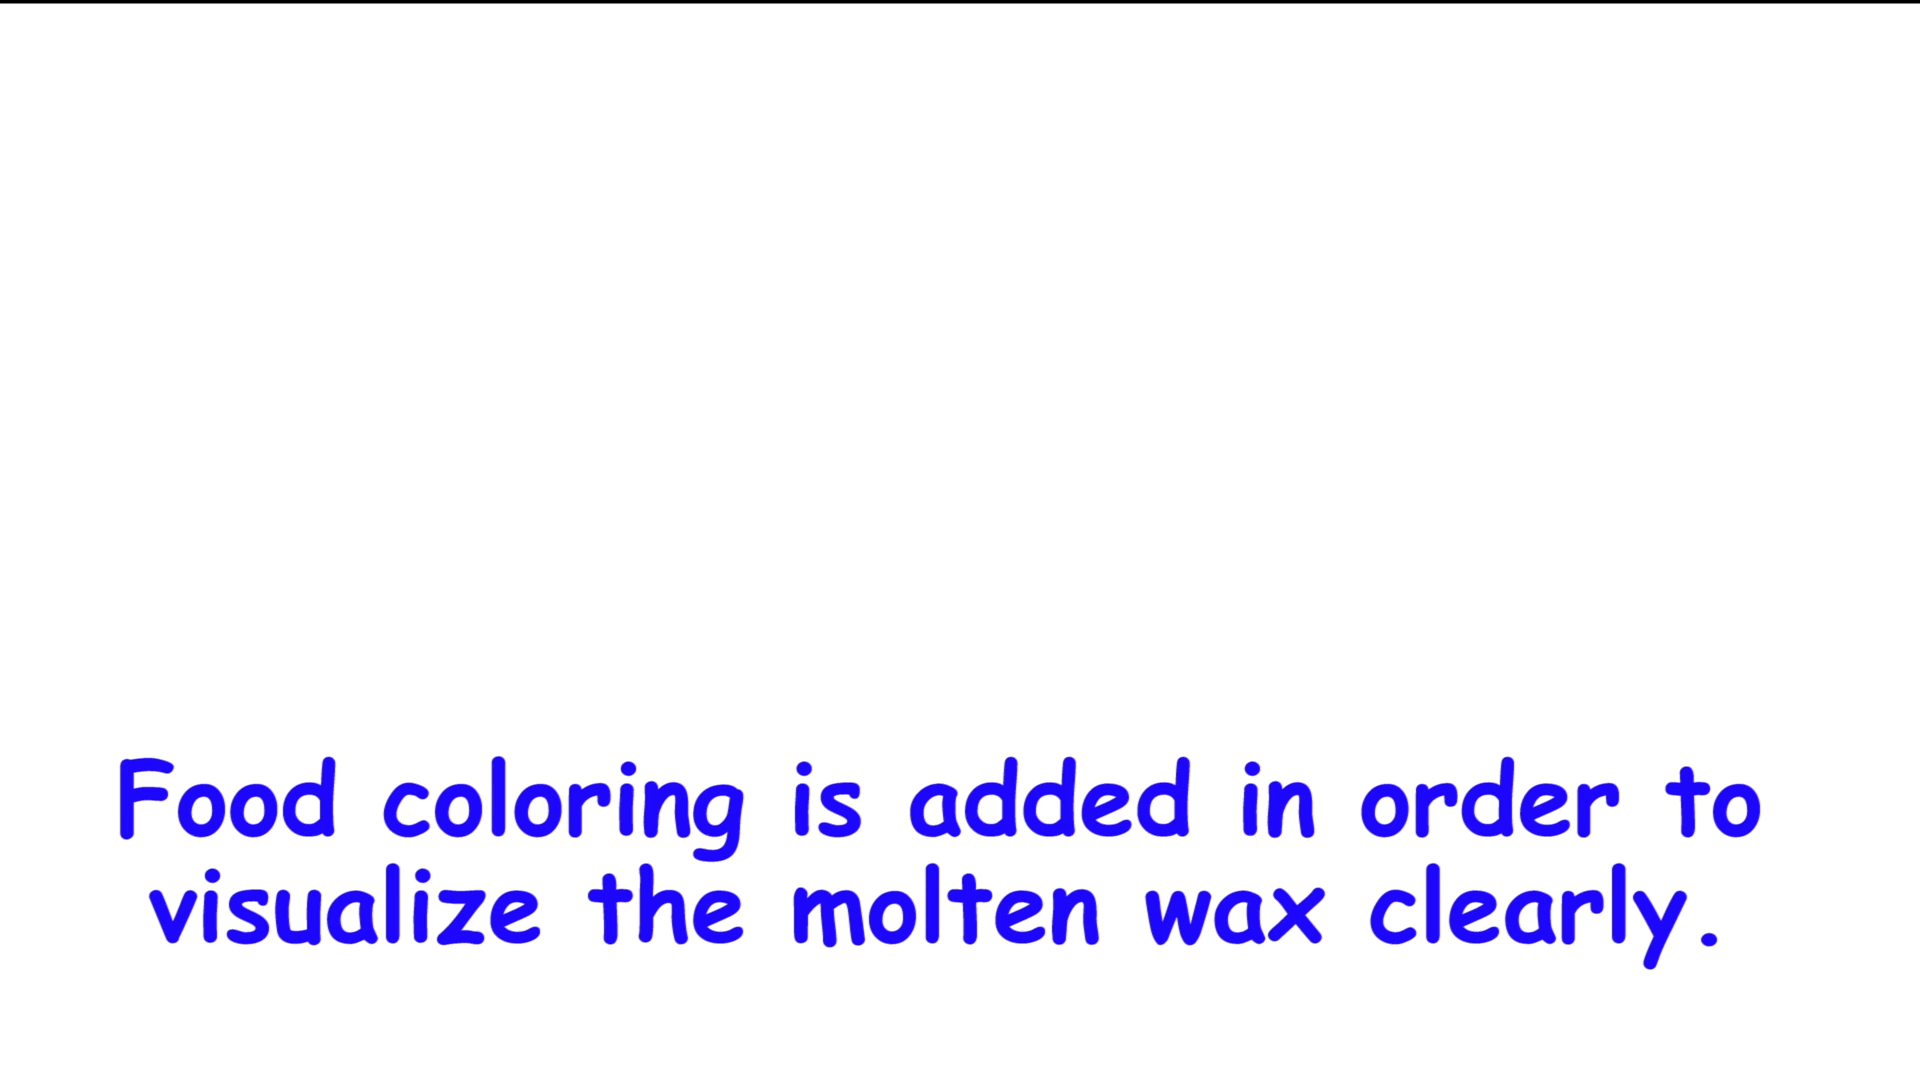 Food coloring is added in order to
visualize the molten wax clearly.